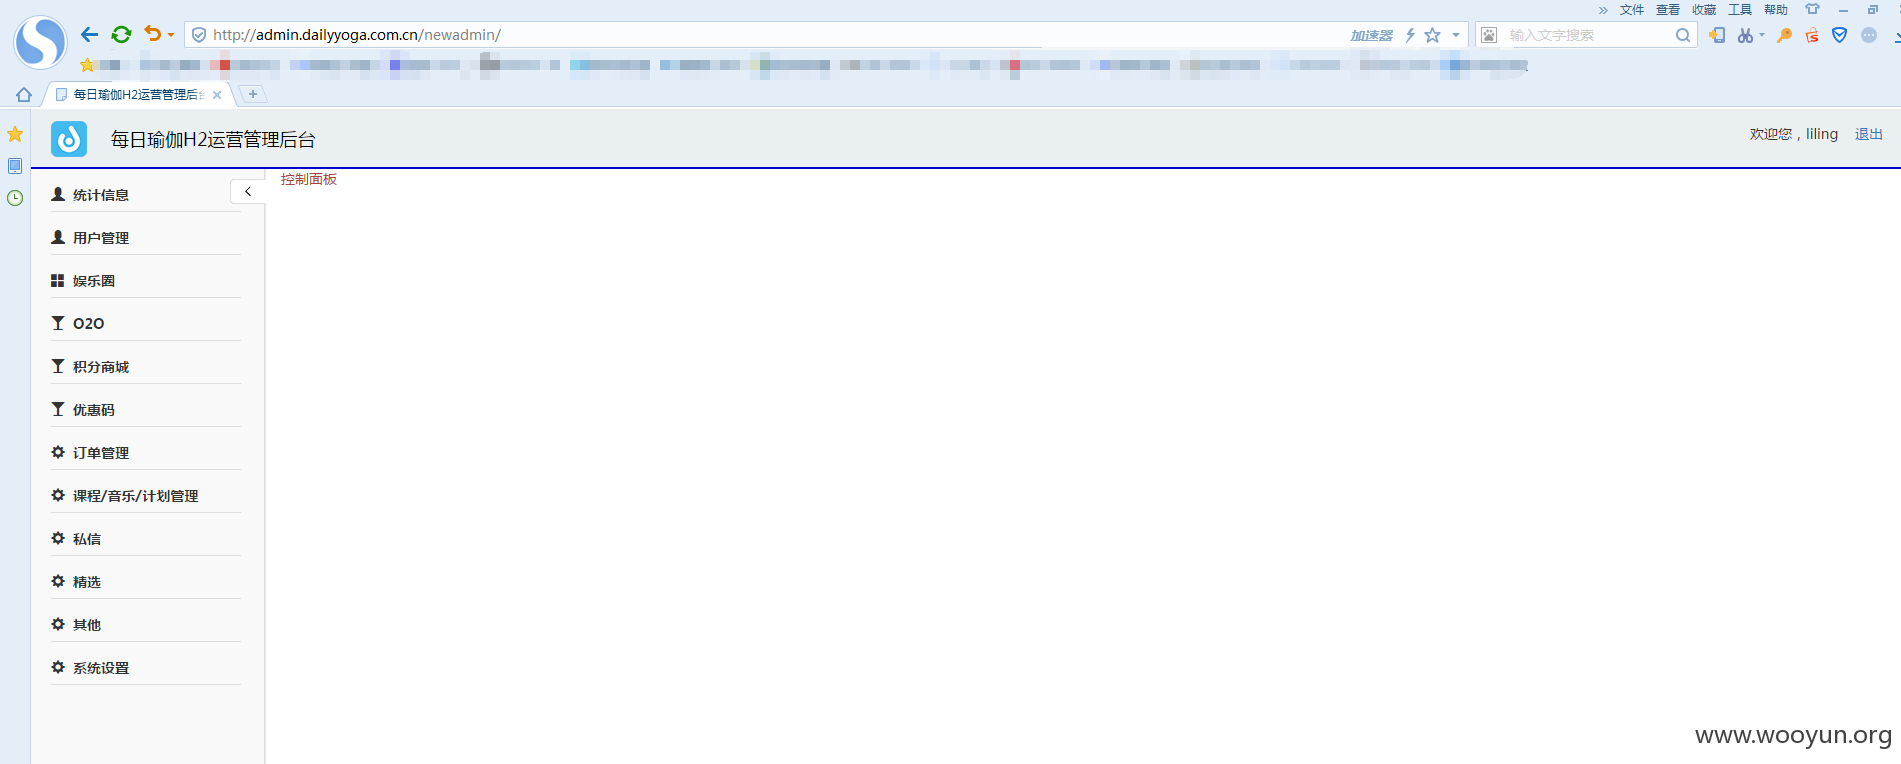 文件 查看 收藏 工具 帮助
http://admin.dailyyoga.com.cn/newadmin/
加速器
输入文字搜索
每日瑜伽H2运营管理后台
每日瑜伽H2运营管理后台
欢迎您，liling 退出
控制面板
统计信息
用户管理
娱乐圈
O2O
积分商城
优惠码
订单管理
课程/音乐/计划管理
私信
精选
其他
系统设置
www.wooyun.org